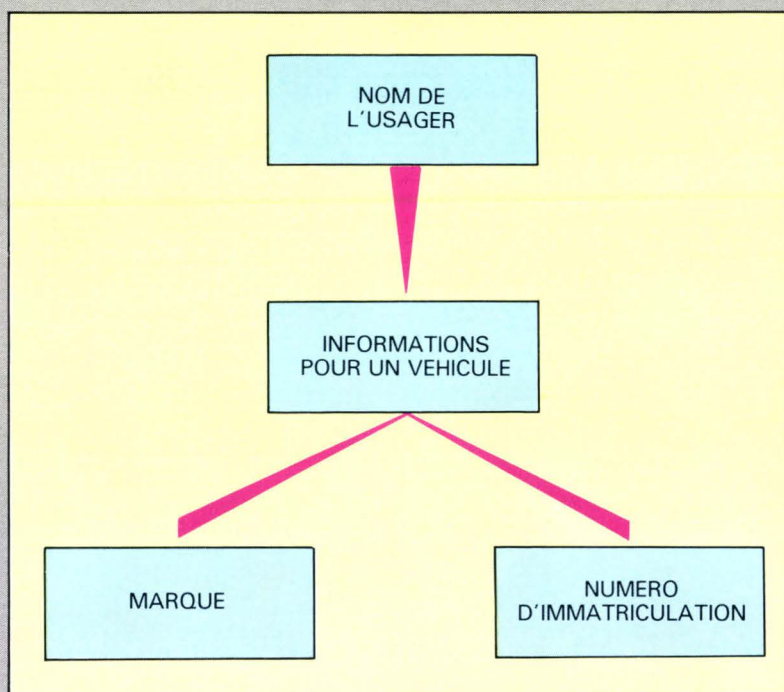 NOM DE
L'USAGER
INFORMATIONS
POUR UN VEHICULE
MARQUE
NUMERO
D'IMMATRICULATION